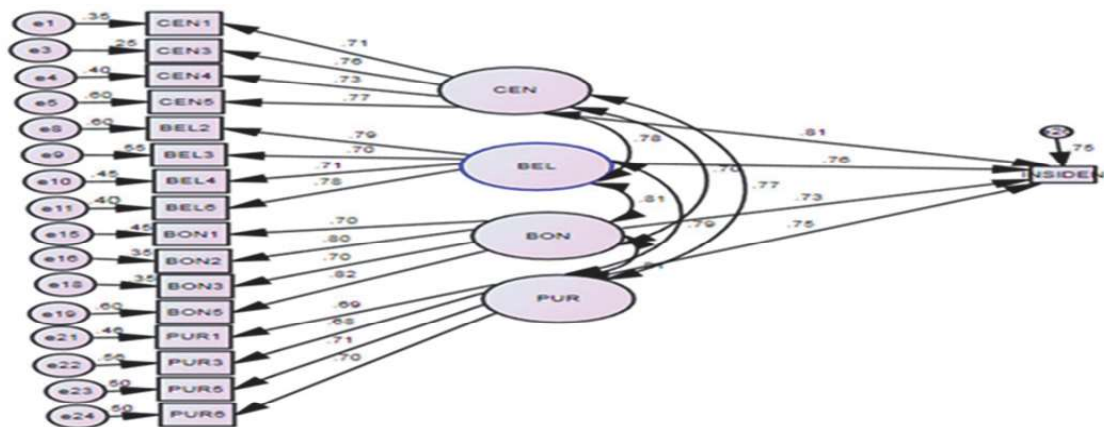 e1 .35 CEN1 .71
e3 .25 CEN3 .76
e4 .40 CEN4 .73
e5 .60 CEN5 .77
CEN
e8 .60 BEL2 .79
e9 .55 BEL3 .70
e10 .45 BEL4 .71
e11 .40 BEL6 .78
BEL
e15 .45 BON1 .70
e16 .35 BON2 .80
e18 .35 BON3 .70
e19 .60 BON5 .82
BON
e21 .46 PUR1 .69
e22 .56 PUR3 .68
e23 .50 PUR5 .71
e24 .50 PUR6 .70
PUR
.78
.70
.77
.81
.79
.81
.76
.73
.75
.75
INSIDEN